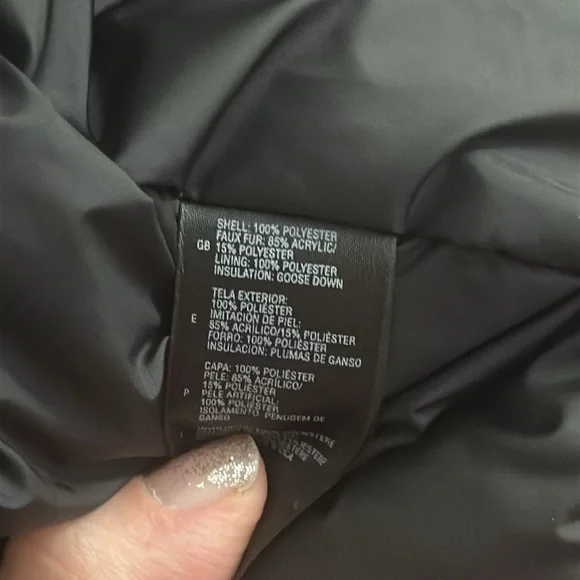 SHELL: 100% POLYESTER
FAUX FUR: 85% ACRYLIC/
GB 15% POLYESTER
LINING: 100% POLYESTER
INSULATION: GOOSE DOWN
TELA EXTERIOR:
100% POLIÉSTER
E IMITACIÓN DE PIEL:
85% ACRÍLICO/15% POLIÉSTER
FORRO: 100% POLIÉSTER
INSULACIÓN: PLUMAS DE GANSO
CAPA: 100% POLIÉSTER
PELE: 85% ACRÍLICO/
15% POLIÉSTER
P PELE ARTIFICIAL:
100% POLIÉSTER
ISOLAMENTO PENUGEM DE
GANSO